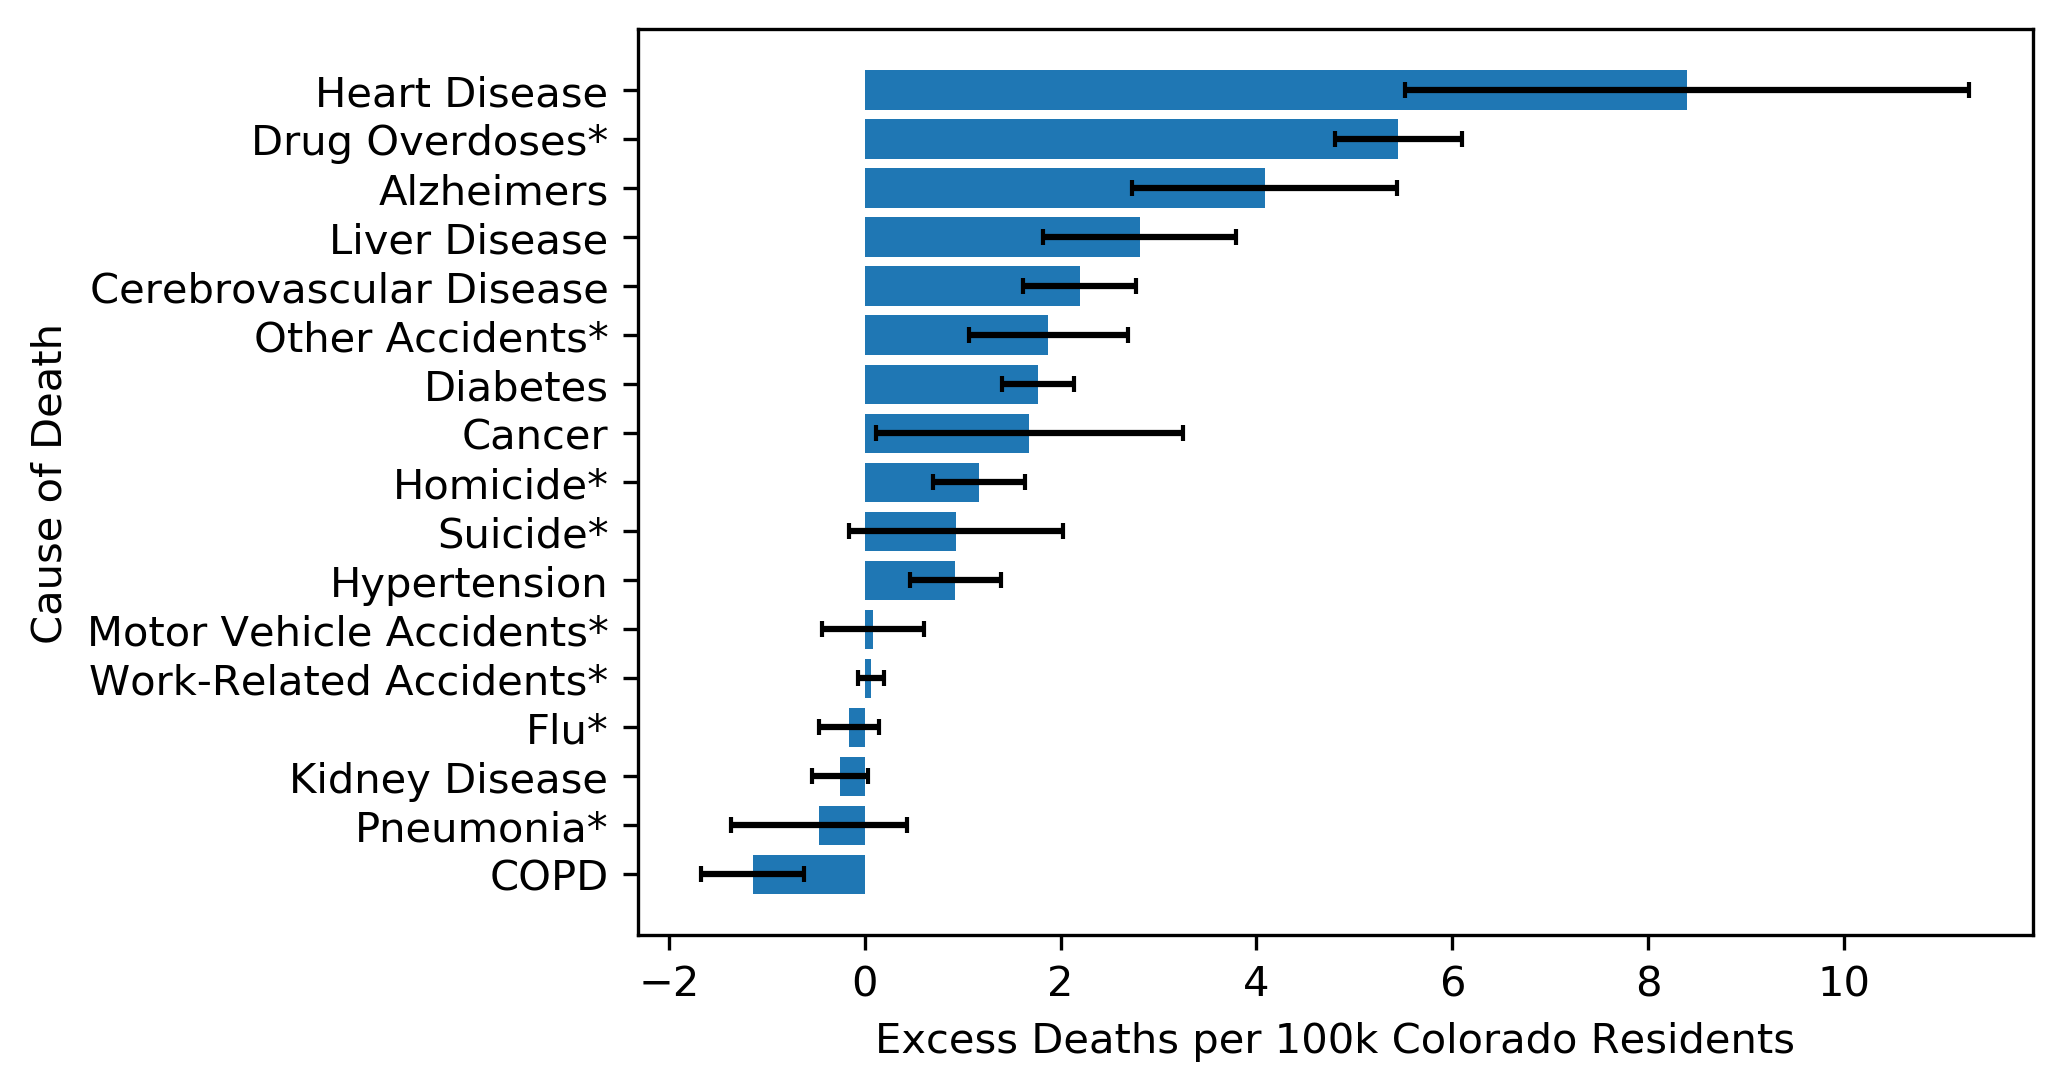 Cause of Death
Heart Disease
Drug Overdoses*
Alzheimers
Liver Disease
Cerebrovascular Disease
Other Accidents*
Diabetes
Cancer
Homicide*
Suicide*
Hypertension
Motor Vehicle Accidents*
Work-Related Accidents*
Flu*
Kidney Disease
Pneumonia*
COPD
−2 0 2 4 6 8 10
Excess Deaths per 100k Colorado Residents